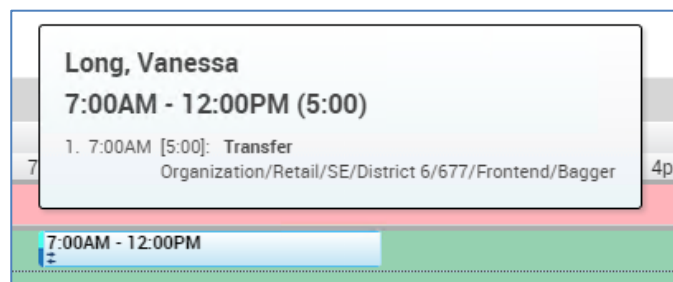 Long, Vanessa
7:00AM - 12:00PM (5:00)
1. 7:00AM [5:00]: Transfer
Organization/Retail/SE/District 6/677/Frontend/Bagger
7
4p
7:00AM - 12:00PM